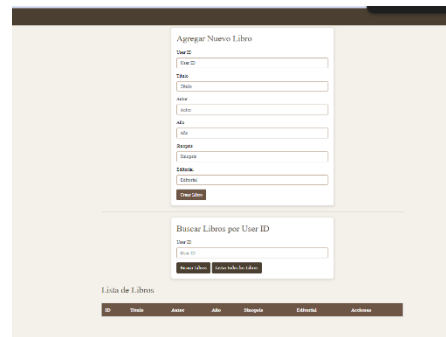 Agregar Nuevo Libro
User ID
User ID
Título
Título
Autor
Autor
Año
Año
Sinopsis
Sinopsis
Editorial
Editorial
Crear Libro
Buscar Libros por User ID
User ID
User ID
Buscar Libros Listar todos los Libros
Lista de Libros
ID Título Autor Año Sinopsis Editorial Acciones